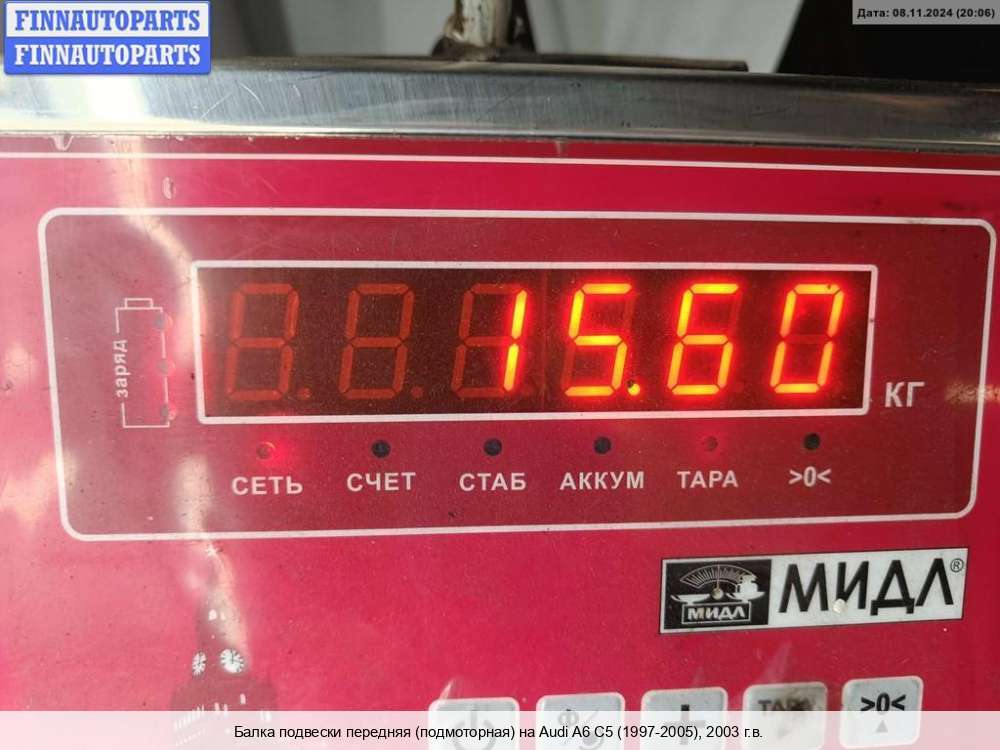 FINNAUTOPARTS
FINNAUTOPARTS
Дата: 08.11.2024 (20:06)
заряд
15.60
КГ
СЕТЬ СЧЕТ СТАБ АККУМ ТАРА >0<
МИДЛ
МИДЛ®
ТАРА >0<
Балка подвески передняя (подмоторная) на Audi A6 C5 (1997-2005), 2003 г.в.